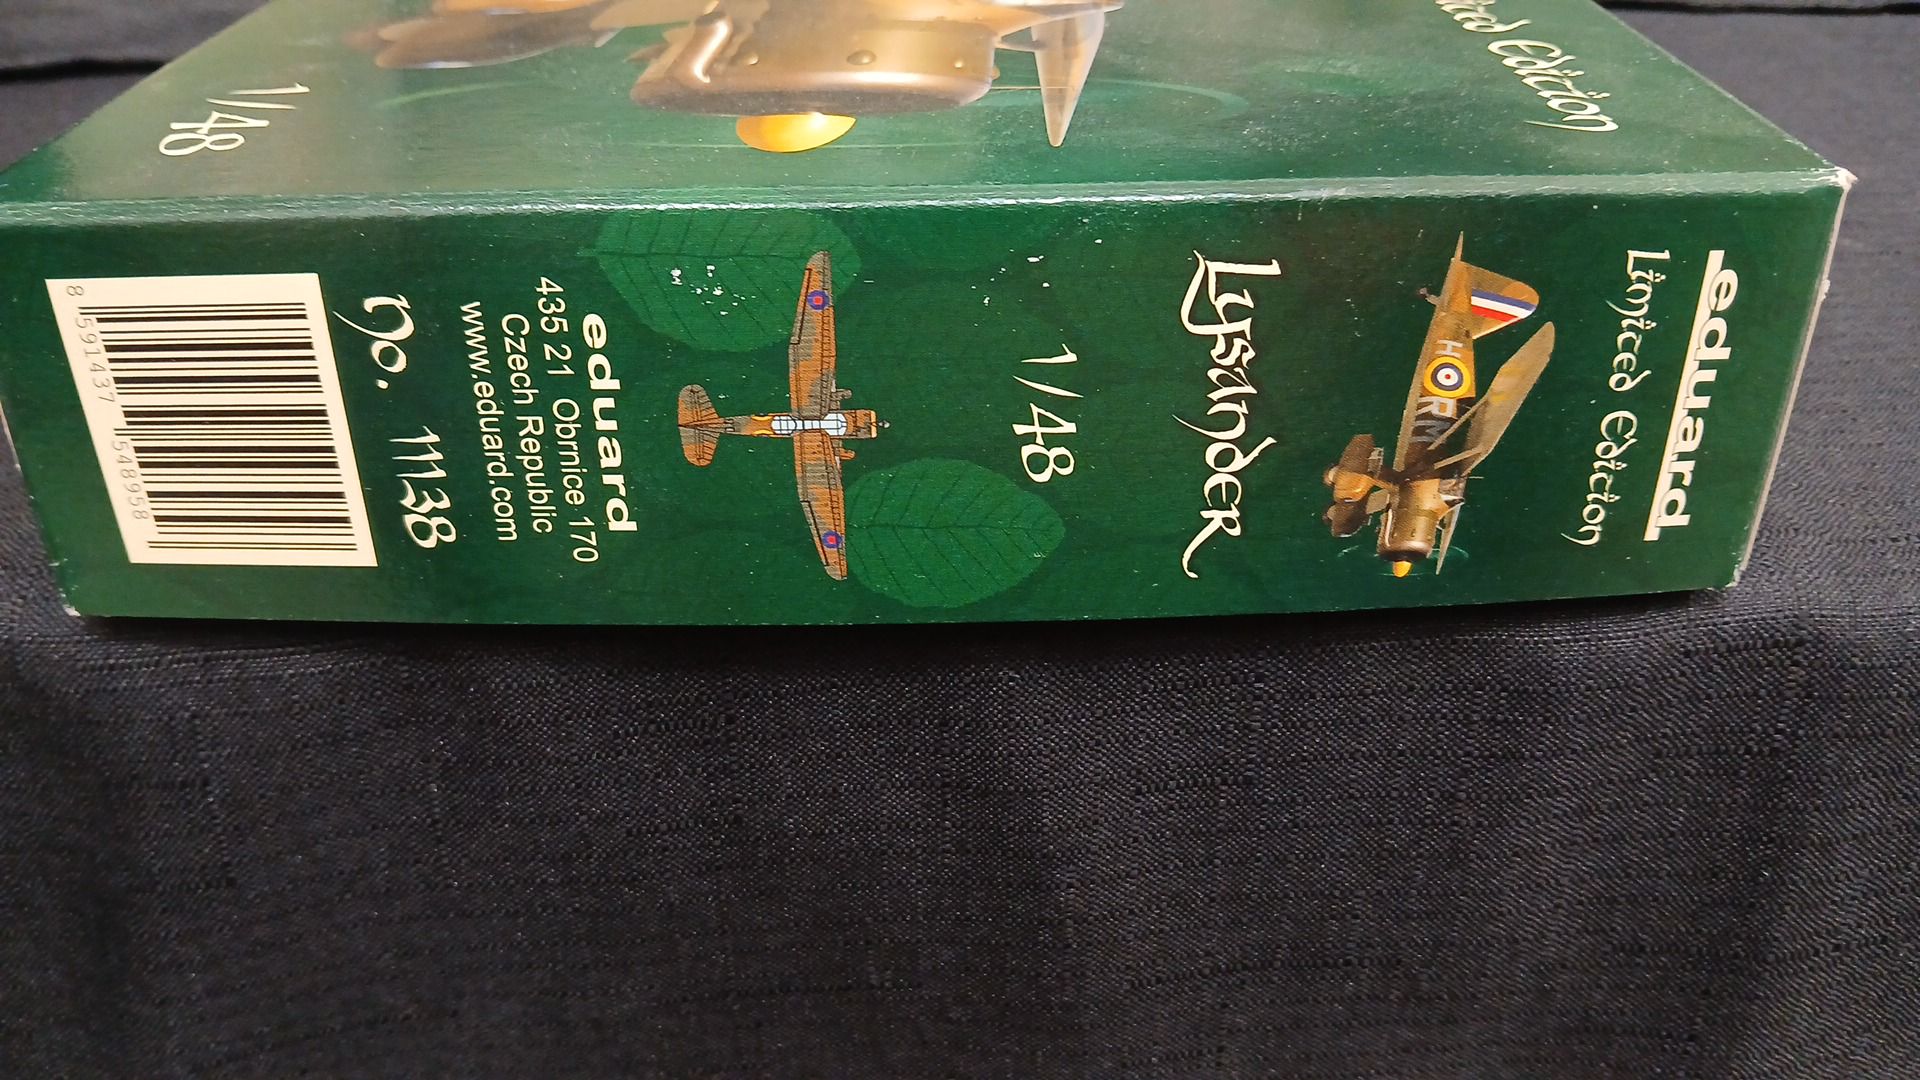 1/48
Limited Edition
eduard
Limited Edition
Lysander
1/48
eduard
435 21 Obrnice 170
Czech Republic
www.eduard.com
No. 11138
8 591437 548958